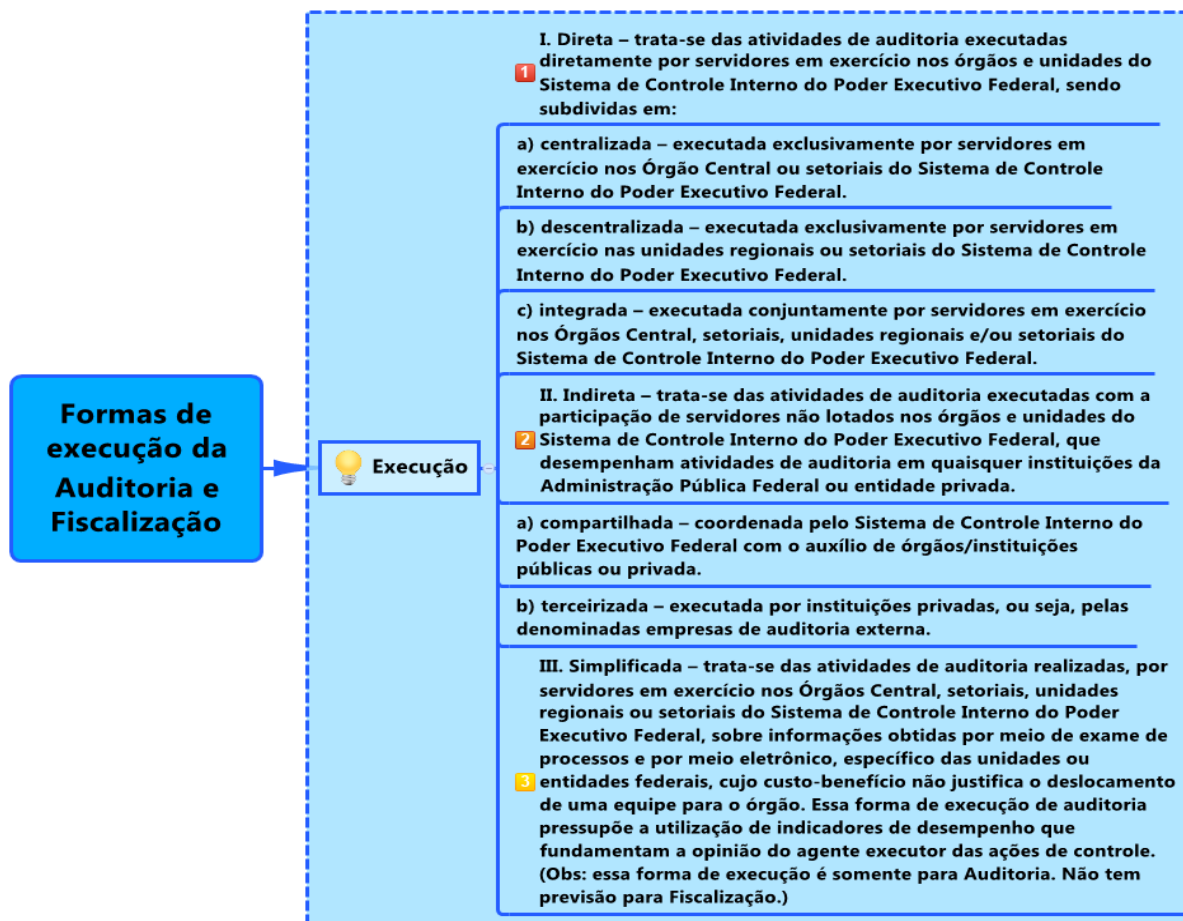 Formas de
execução da
Auditoria e
Fiscalização
Execução
I. Direta – trata-se das atividades de auditoria executadas
diretamente por servidores em exercício nos órgãos e unidades do
1
Sistema de Controle Interno do Poder Executivo Federal, sendo
subdividas em:
a) centralizada – executada exclusivamente por servidores em
exercício nos Órgão Central ou setoriais do Sistema de Controle
Interno do Poder Executivo Federal.
b) descentralizada – executada exclusivamente por servidores em
exercício nas unidades regionais ou setoriais do Sistema de Controle
Interno do Poder Executivo Federal.
c) integrada – executada conjuntamente por servidores em exercício
nos Órgãos Central, setoriais, unidades regionais e/ou setoriais do
Sistema de Controle Interno do Poder Executivo Federal.
II. Indireta – trata-se das atividades de auditoria executadas com a
participação de servidores não lotados nos órgãos e unidades do
2 Sistema de Controle Interno do Poder Executivo Federal, que
desempenham atividades de auditoria em quaisquer instituições da
Administração Pública Federal ou entidade privada.
a) compartilhada – coordenada pelo Sistema de Controle Interno do
Poder Executivo Federal com o auxílio de órgãos/instituições
públicas ou privada.
b) terceirizada – executada por instituições privadas, ou seja, pelas
denominadas empresas de auditoria externa.
III. Simplificada – trata-se das atividades de auditoria realizadas, por
servidores em exercício nos Órgãos Central, setoriais, unidades
regionais ou setoriais do Sistema de Controle Interno do Poder
Executivo Federal, sobre informações obtidas por meio de exame de
processos e por meio eletrônico, específico das unidades ou
3 entidades federais, cujo custo-benefício não justifica o deslocamento
de uma equipe para o órgão. Essa forma de execução de auditoria
pressupõe a utilização de indicadores de desempenho que
fundamentam a opinião do agente executor das ações de controle.
(Obs: essa forma de execução é somente para Auditoria. Não tem
previsão para Fiscalização.)